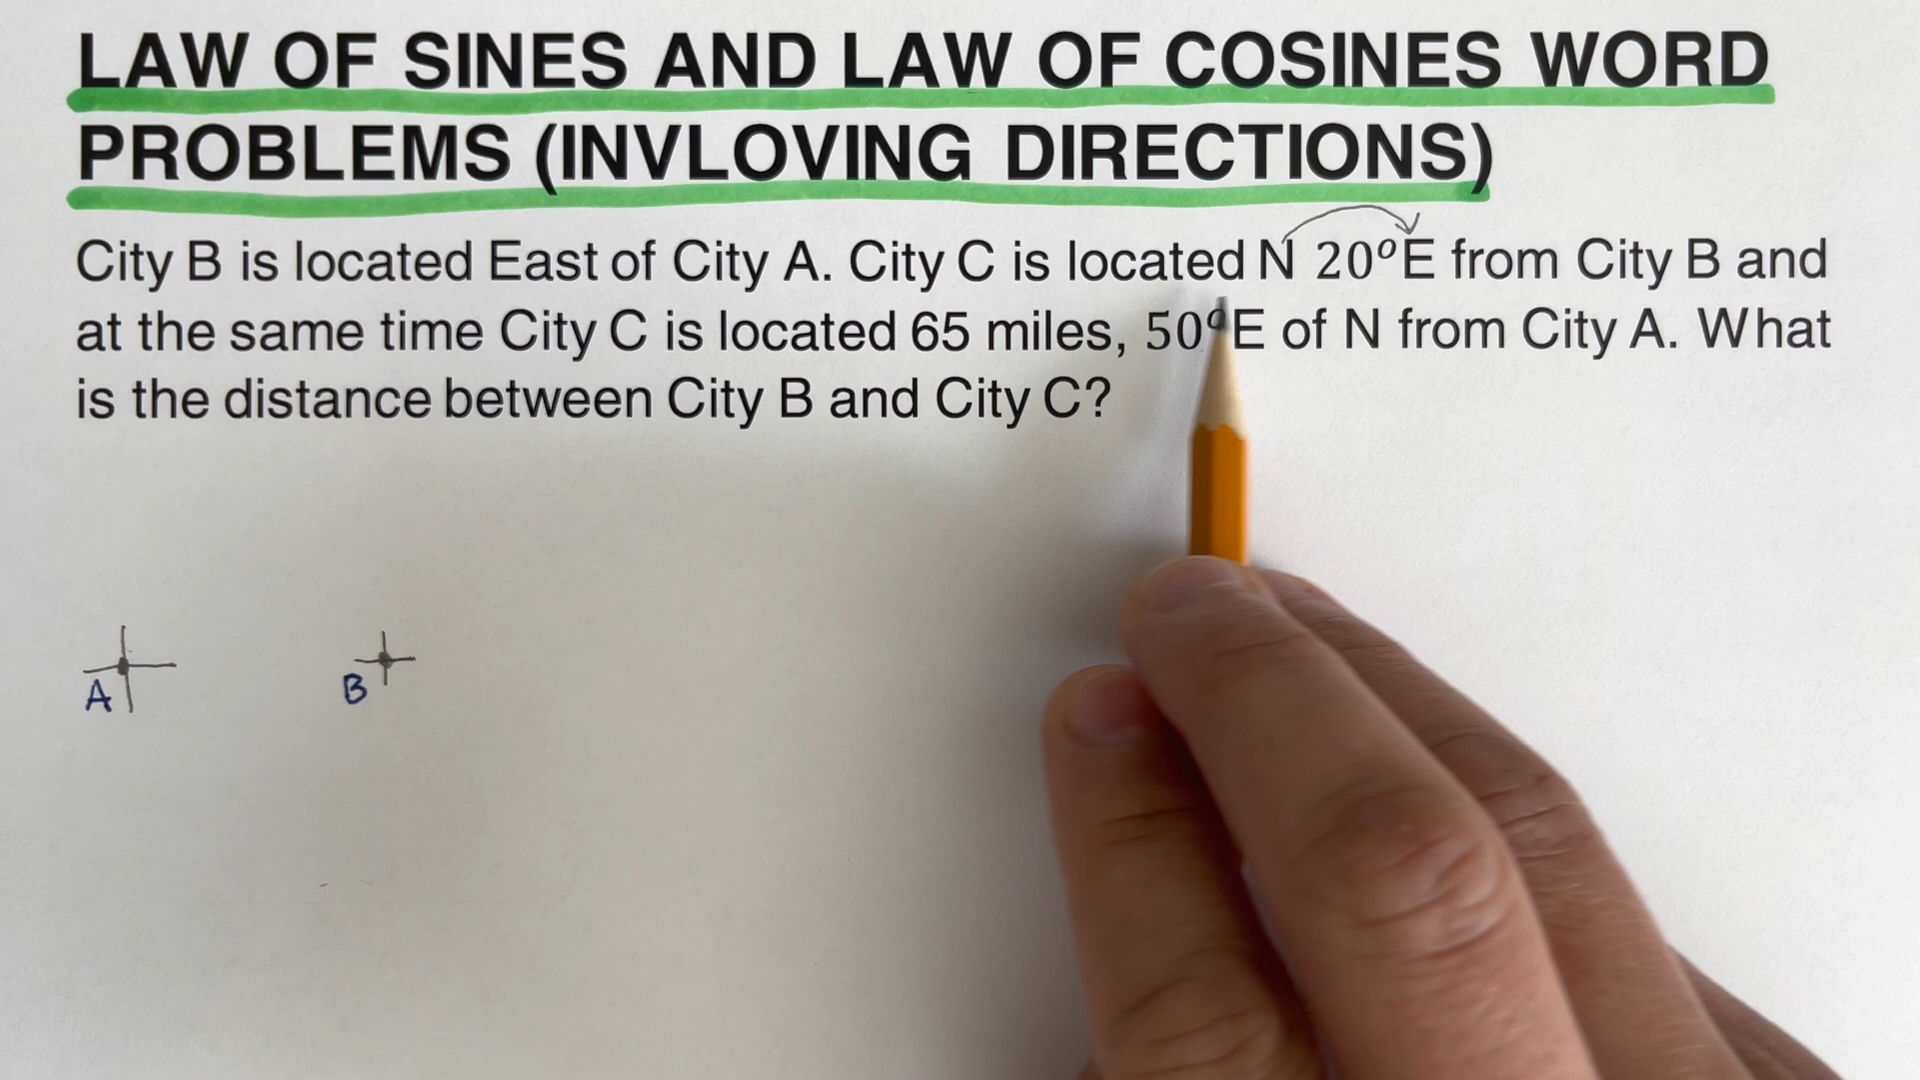 LAW OF SINES AND LAW OF COSINES WORD
PROBLEMS (INVLOVING DIRECTIONS)
City B is located East of City A. City C is located N 20°E from City B and
at the same time City C is located 65 miles, 50°E of N from City A. What
is the distance between City B and City C?
A B